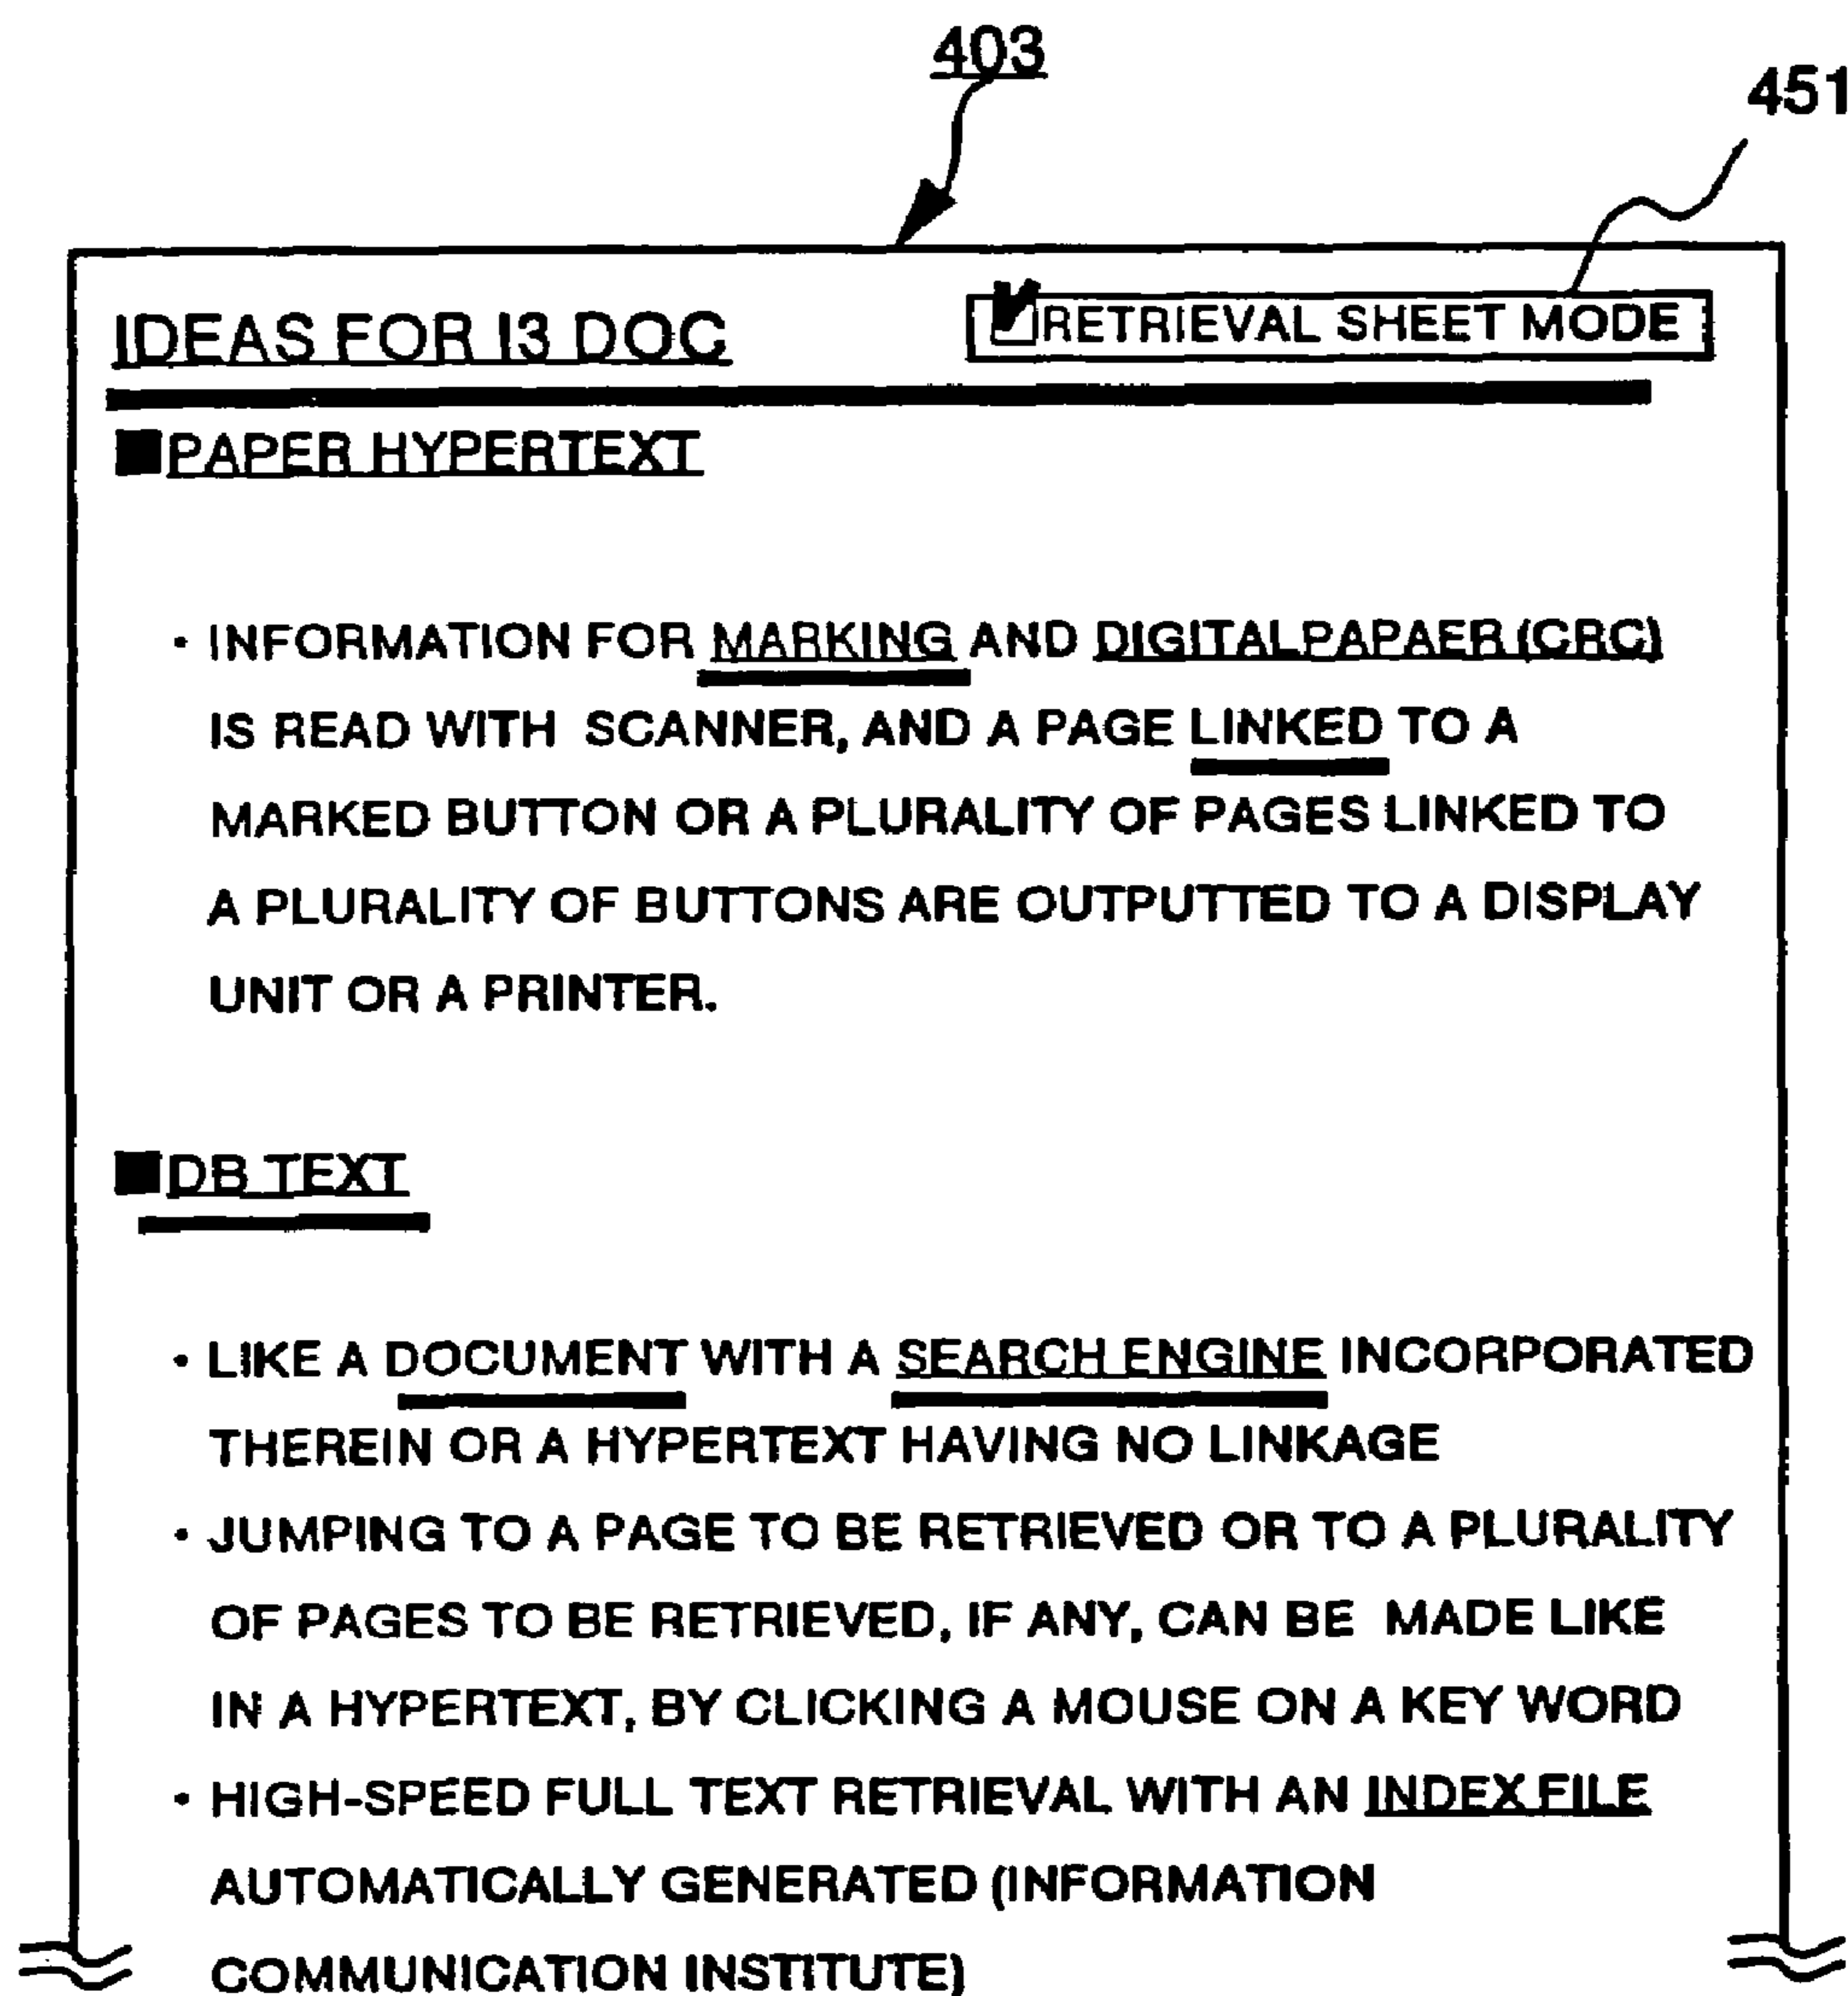 403
451
IDEAS FOR I3 DOC
RETRIEVAL SHEET MODE
PAPER HYPERTEXT
· INFORMATION FOR MARKING AND DIGITALPAPAER (CRC)
IS READ WITH SCANNER, AND A PAGE LINKED TO A
MARKED BUTTON OR A PLURALITY OF PAGES LINKED TO
A PLURALITY OF BUTTONS ARE OUTPUTTED TO A DISPLAY
UNIT OR A PRINTER.
DB TEXT
· LIKE A DOCUMENT WITH A SEARCH ENGINE INCORPORATED
THEREIN OR A HYPERTEXT HAVING NO LINKAGE
· JUMPING TO A PAGE TO BE RETRIEVED OR TO A PLURALITY
OF PAGES TO BE RETRIEVED, IF ANY, CAN BE MADE LIKE
IN A HYPERTEXT, BY CLICKING A MOUSE ON A KEY WORD
· HIGH-SPEED FULL TEXT RETRIEVAL WITH AN INDEX FILE
AUTOMATICALLY GENERATED (INFORMATION
COMMUNICATION INSTITUTE)